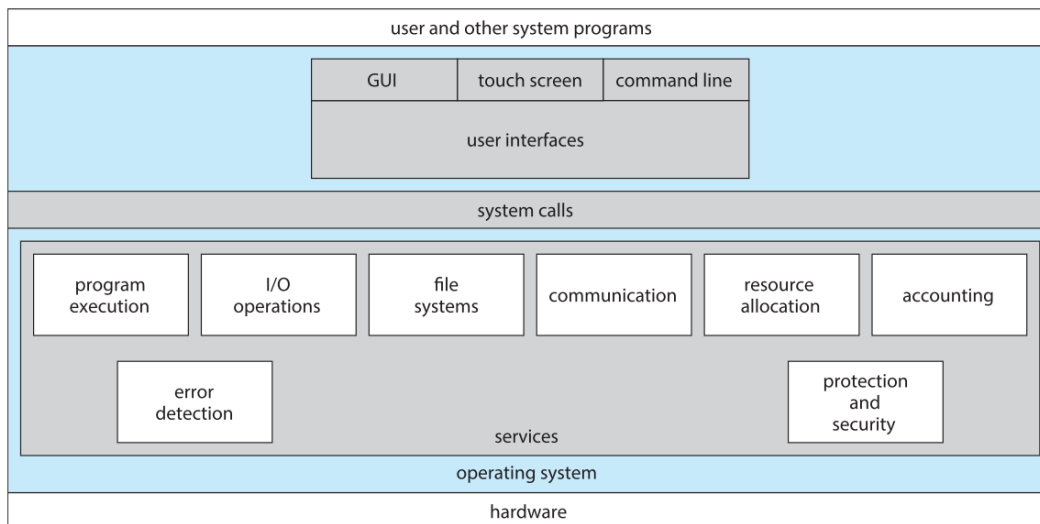 user and other system programs
GUI
touch screen
command line
user interfaces
system calls
program
execution
I/O
operations
file
systems
communication
resource
allocation
accounting
error
detection
protection
and
security
services
operating system
hardware